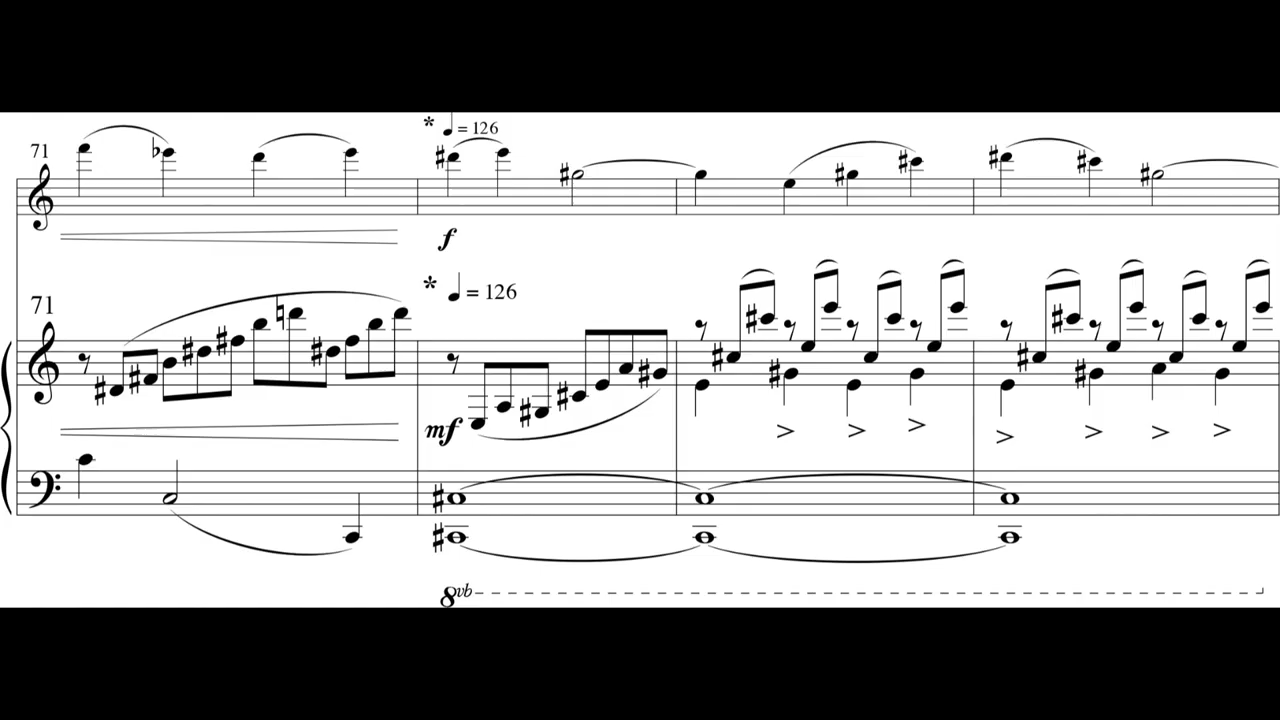 71
* ♩ = 126
f
71
* ♩ = 126
mf
8vb